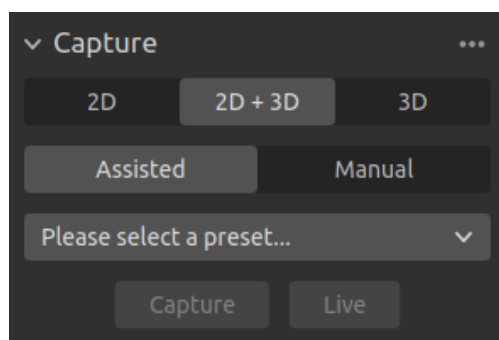 Capture
2D 2D + 3D 3D
Assisted Manual
Please select a preset...
Capture Live